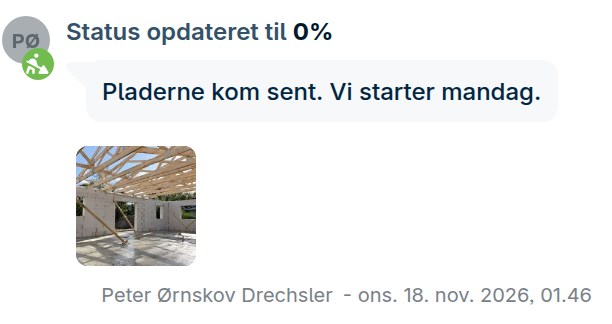 PØ
Status opdateret til 0%
Pladerne kom sent. Vi starter mandag.
Peter Ørnskov Drechsler - ons. 18. nov. 2026, 01.46